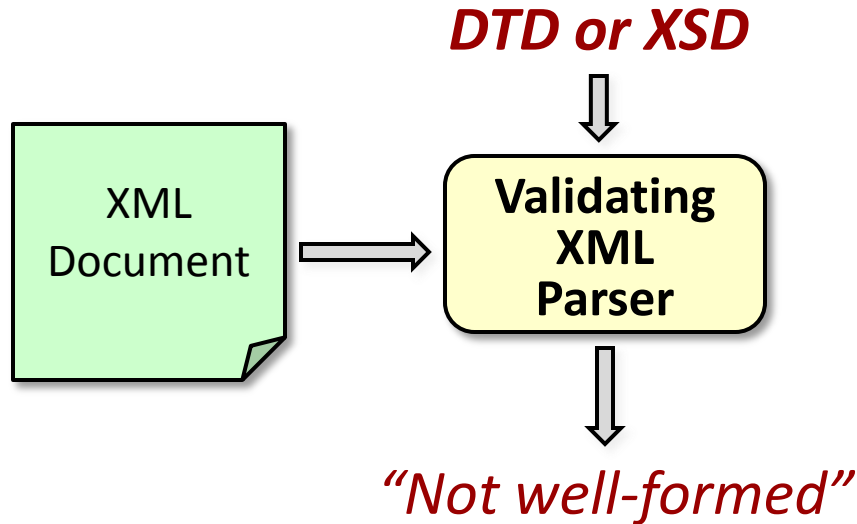 DTD or XSD
XML
Document
Validating
XML
Parser
“Not well-formed”